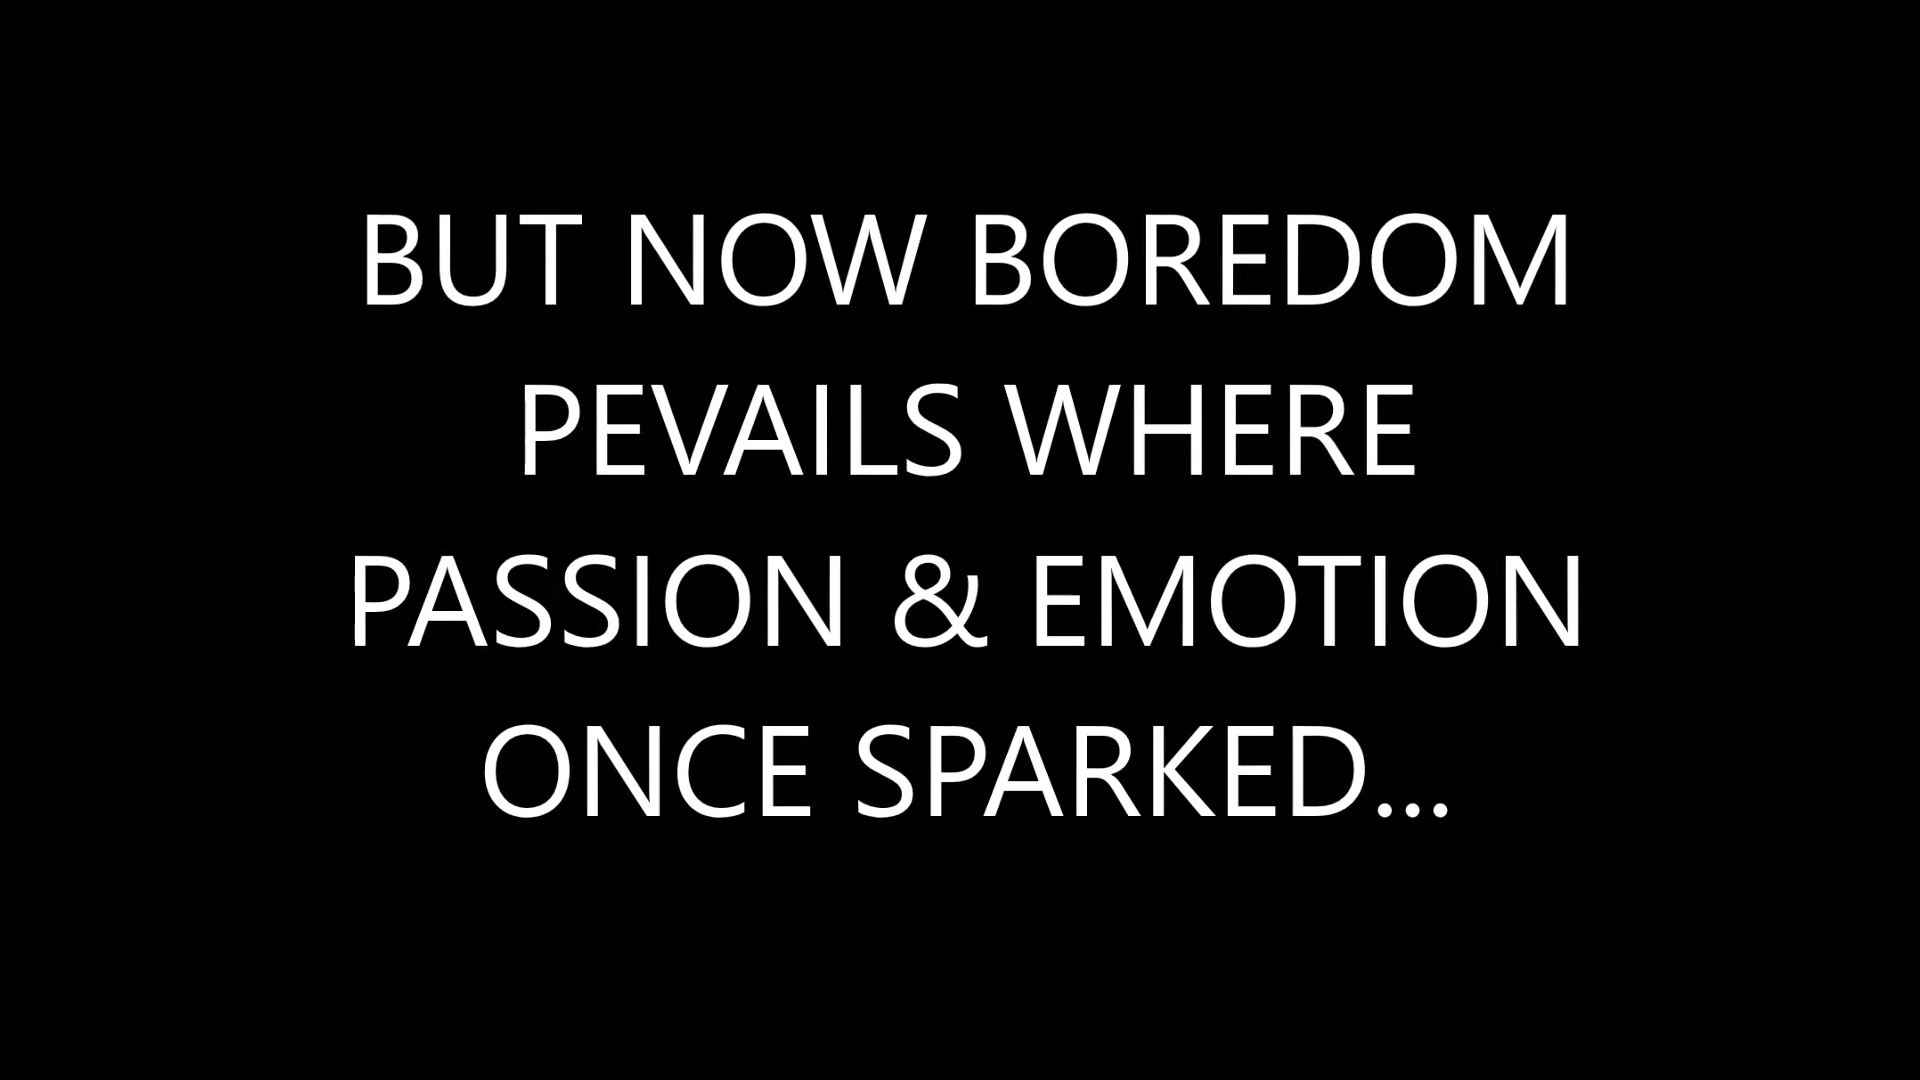 BUT NOW BOREDOM
PEVAILS WHERE
PASSION & EMOTION
ONCE SPARKED...